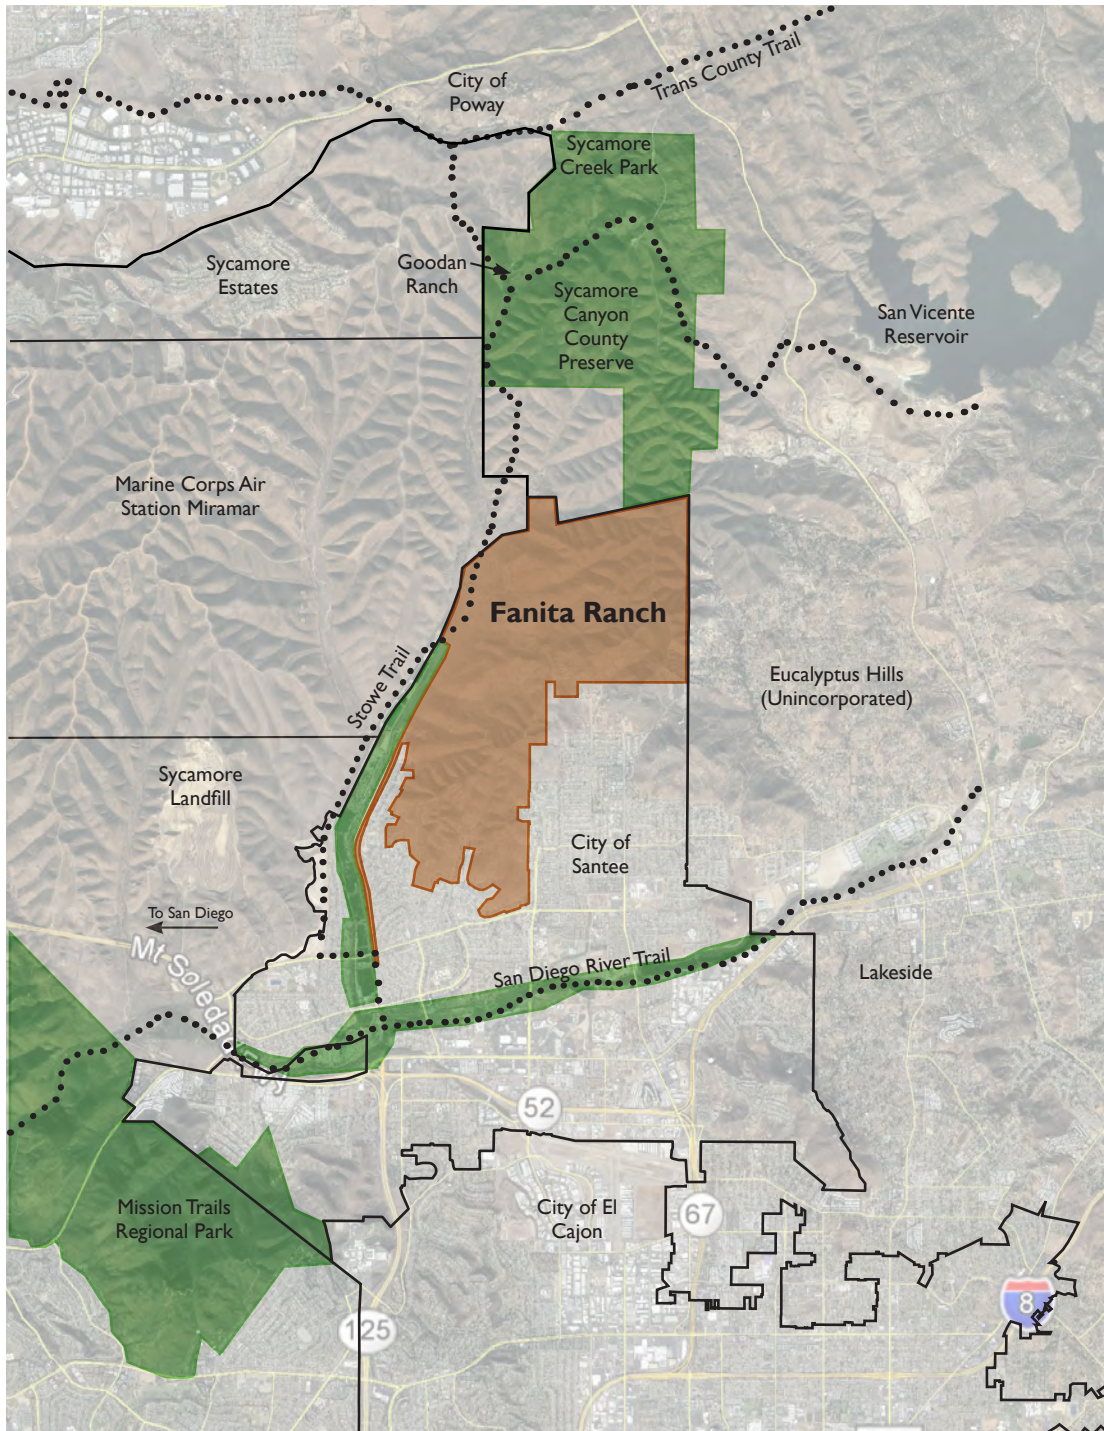 City of
Poway
Trans County Trail
Sycamore
Creek Park
Sycamore
Estates
Goodan
Ranch
Sycamore
Canyon
County
Preserve
San Vicente
Reservoir
Marine Corps Air
Station Miramar
Fanita Ranch
Stowe Trail
Eucalyptus Hills
(Unincorporated)
Sycamore
Landfill
City of
Santee
To San Diego
Mt Soledad
San Diego River Trail
Lakeside
52
Mission Trails
Regional Park
City of El
Cajon
67
8
125